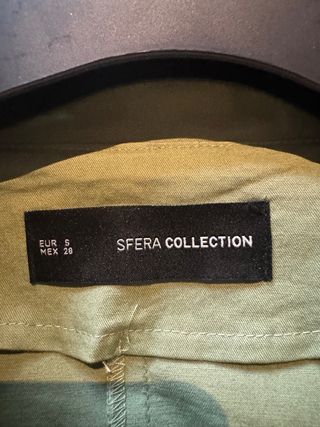 EUR S
MEX 28
SFERA COLLECTION